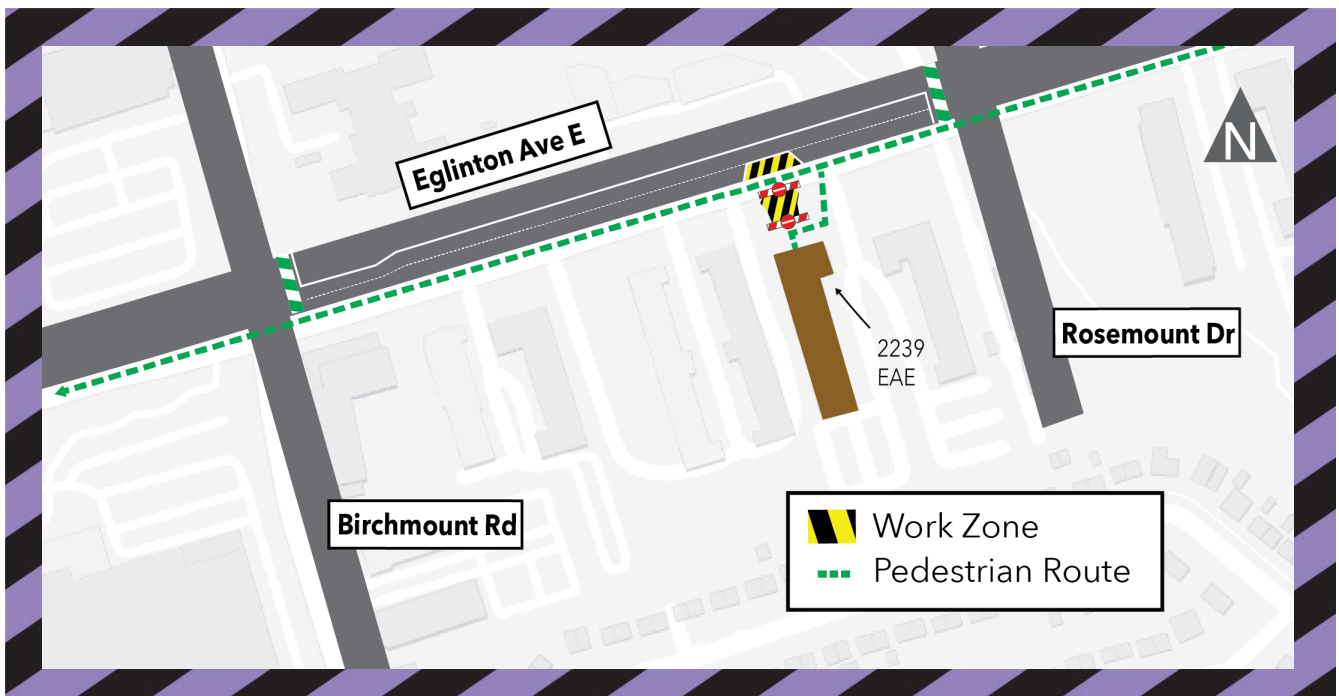 Eglinton Ave E
N
Rosemount Dr
2239
EAE
Birchmount Rd
Work Zone
Pedestrian Route